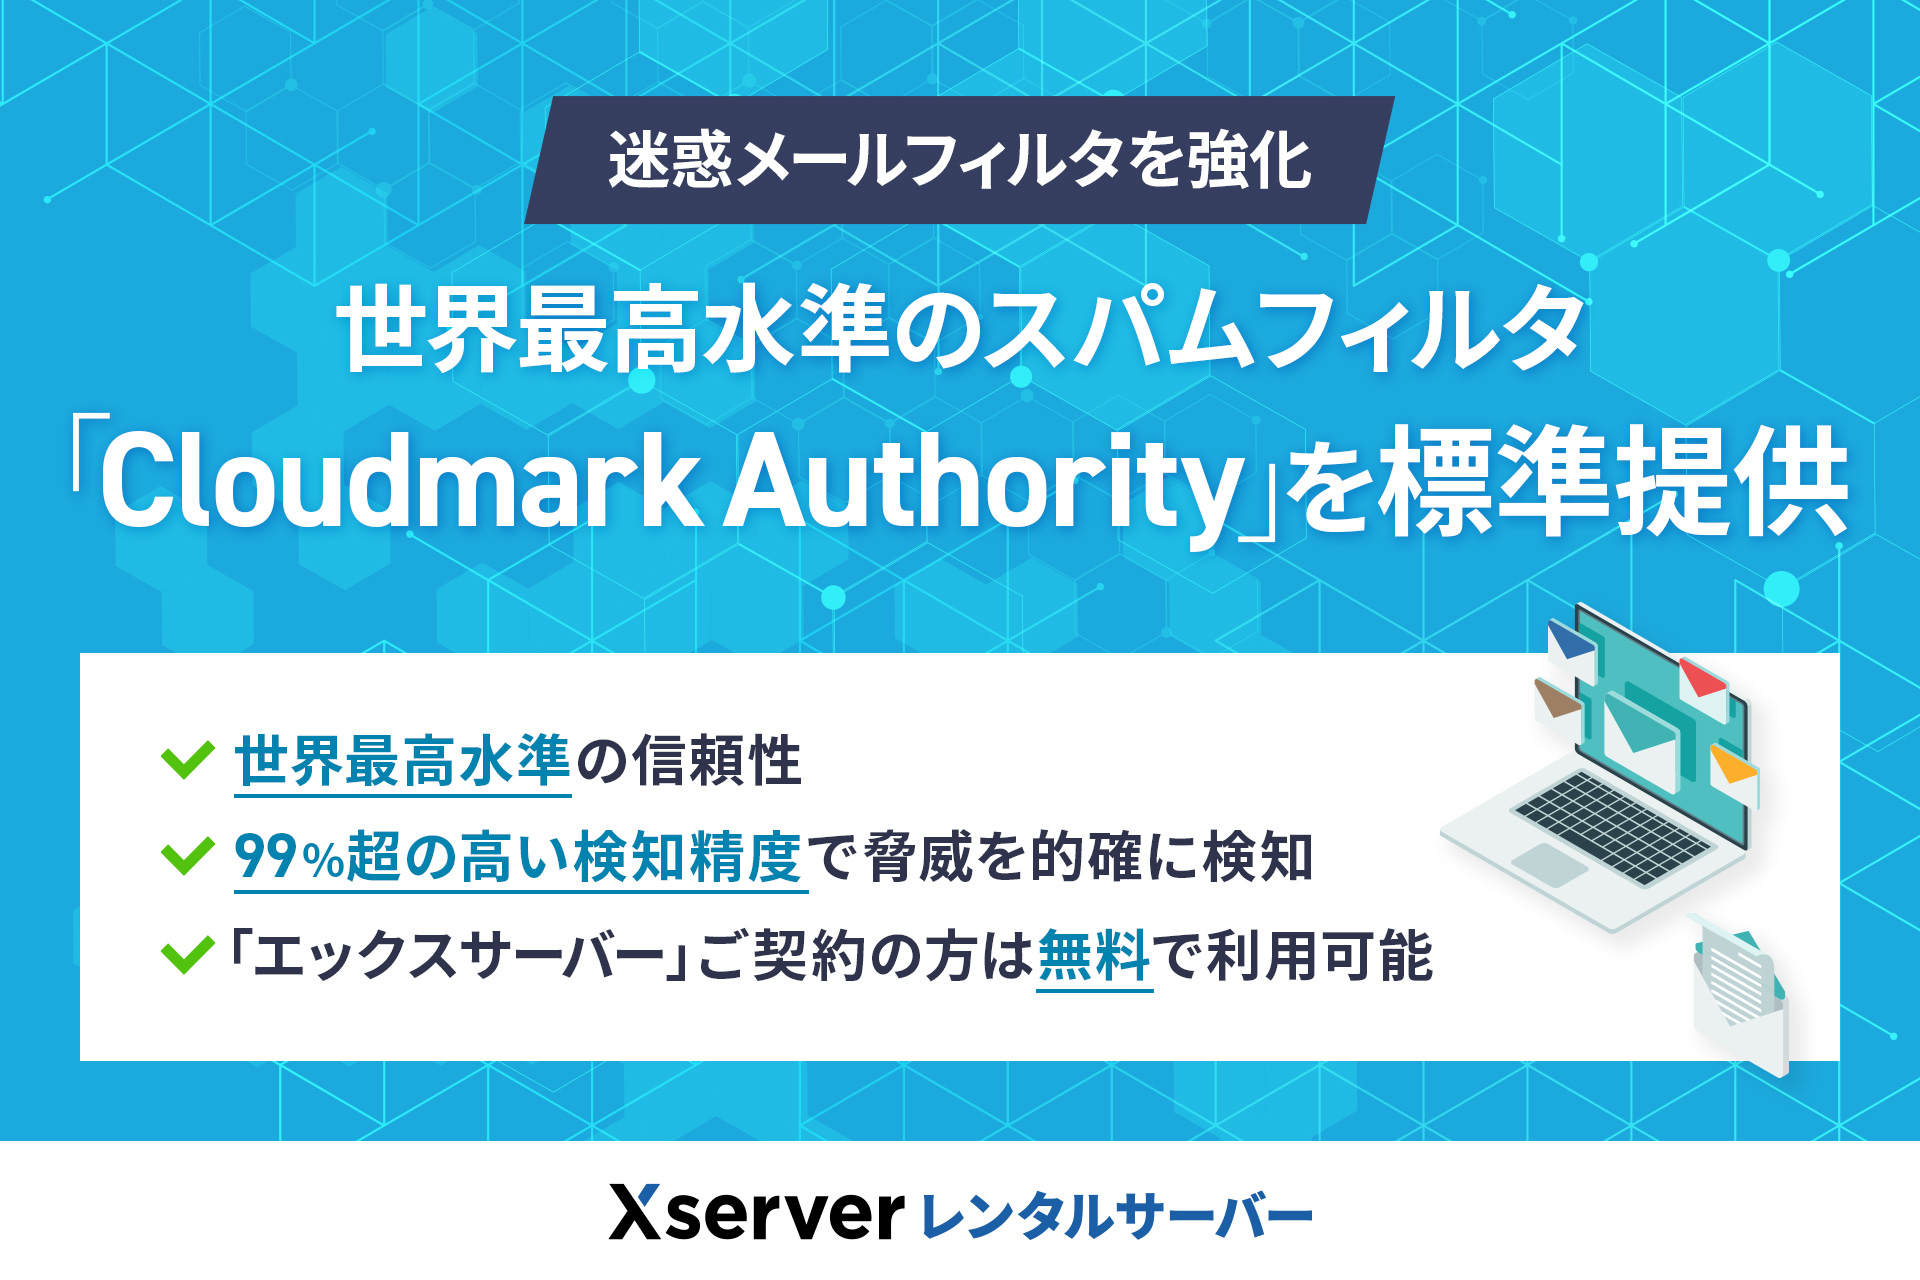 迷惑メールフィルタを強化
世界最高水準のスパムフィルタ
「Cloudmark Authority」を標準提供
世界最高水準の信頼性
99%超の高い検知精度で脅威を的確に検知
「エックスサーバー」ご契約の方は無料で利用可能
Xserver レンタルサーバー